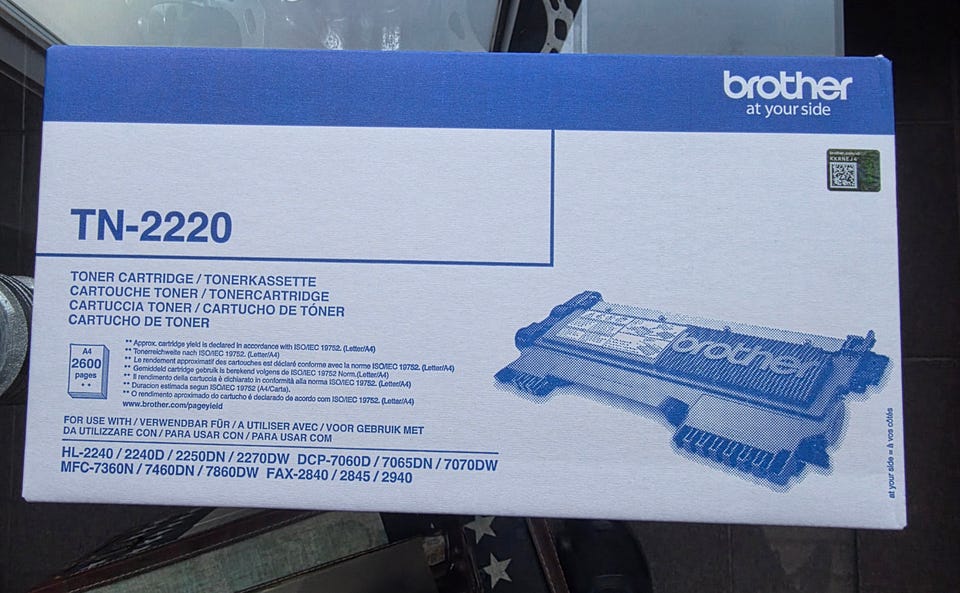 brother
at your side
brother.com/id
KXRNEJ4
TN-2220
TONER CARTRIDGE / TONERKASSETTE
CARTOUCHE TONER / TONERCARTRIDGE
CARTUCCIA TONER / CARTUCHO DE TÓNER
CARTUCHO DE TONER
A4
2600
pages
**
** Approx. cartridge yield is declared in accordance with ISO/IEC 19752. (Letter/A4)
** Tonerreichweite nach ISO/IEC 19752. (Letter/A4)
** Le rendement approximatif des cartouches est déclaré conforme avec la norme ISO/IEC 19752. (Letter/A4)
** Gemiddeld cartridge gebruik is berekend volgens de ISO/IEC 19752 Norm.(Letter/A4)
** Il rendimento della cartuccia è dichiarato in conformità alla norma ISO/IEC 19752. (Letter/A4)
** Duracion estimada segun ISO/IEC 19752. (A4/Carta).
** O rendimento aproximado do cartucho é declarado de acordo com ISO/IEC 19752. (Letter/A4)
www.brother.com/pageyield
FOR USE WITH / VERWENDBAR FÜR / A UTILISER AVEC / VOOR GEBRUIK MET
DA UTILIZZARE CON / PARA USAR CON / PARA USAR COM
HL-2240 / 2240D / 2250DN / 2270DW DCP-7060D / 7065DN / 7070DW
MFC-7360N / 7460DN / 7860DW FAX-2840 / 2845 / 2940
brother
at your side = à vos côtés